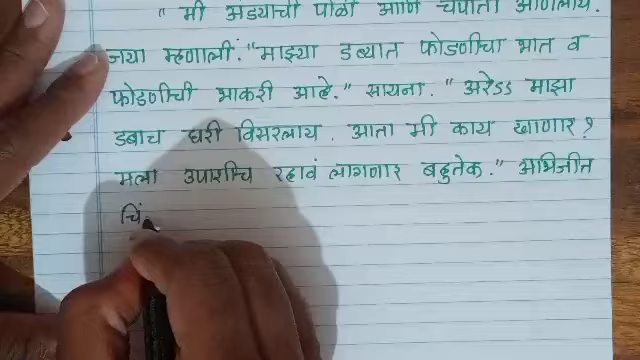 " मी अंड्याची पोळी आणि चपाती आणलीय.
जया म्हणाली. "माझ्या डब्यात फोडणीचा भात व
फोडणीची भाकरी आहे." सायना. " अरेऽऽ माझा
डबाच घरी विसरलाय. आता मी काय खाणार?
मला उपाशीच रहावं लागणार बहुतेक." अभिजीत
चिं